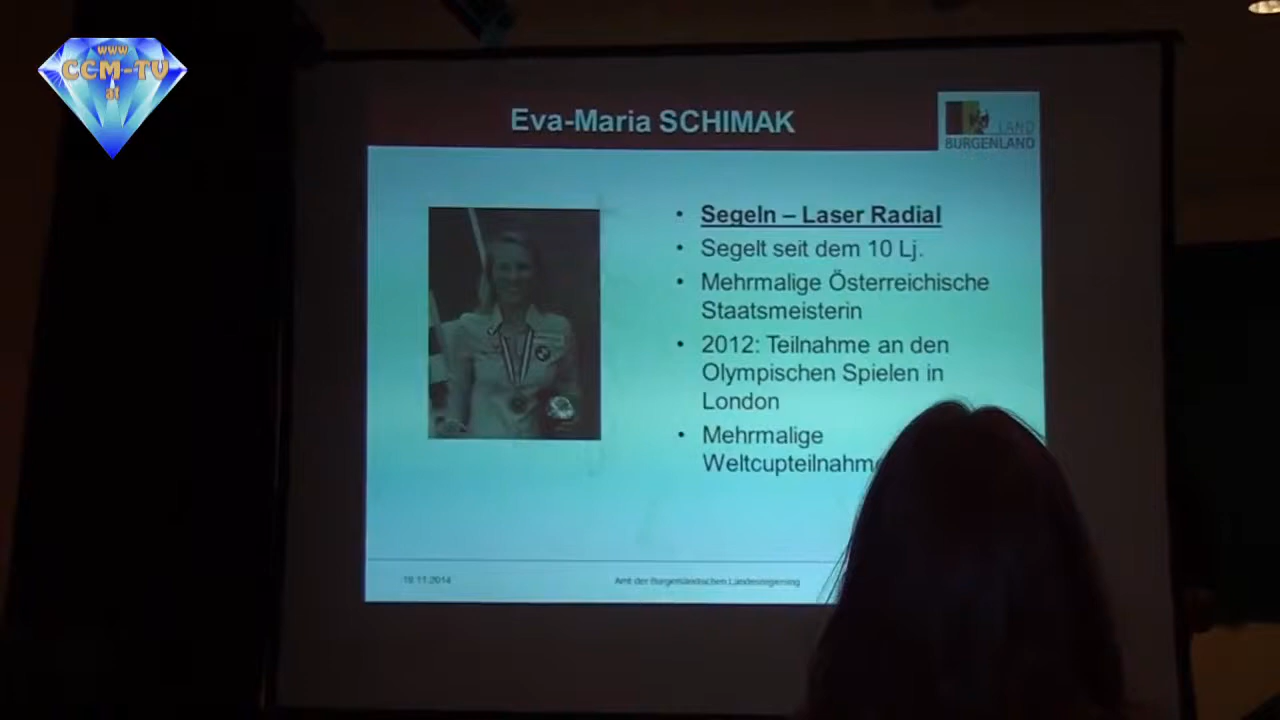 www
CCM-TV
at
Eva-Maria SCHIMAK
LAND
BURGENLAND
• Segeln – Laser Radial
• Segelt seit dem 10 Lj.
• Mehrmalige Österreichische
Staatsmeisterin
• 2012: Teilnahme an den
Olympischen Spielen in
London
• Mehrmalige
Weltcupteilnahm
19.11.2014
Amt der Burgenländischen Landesregierung